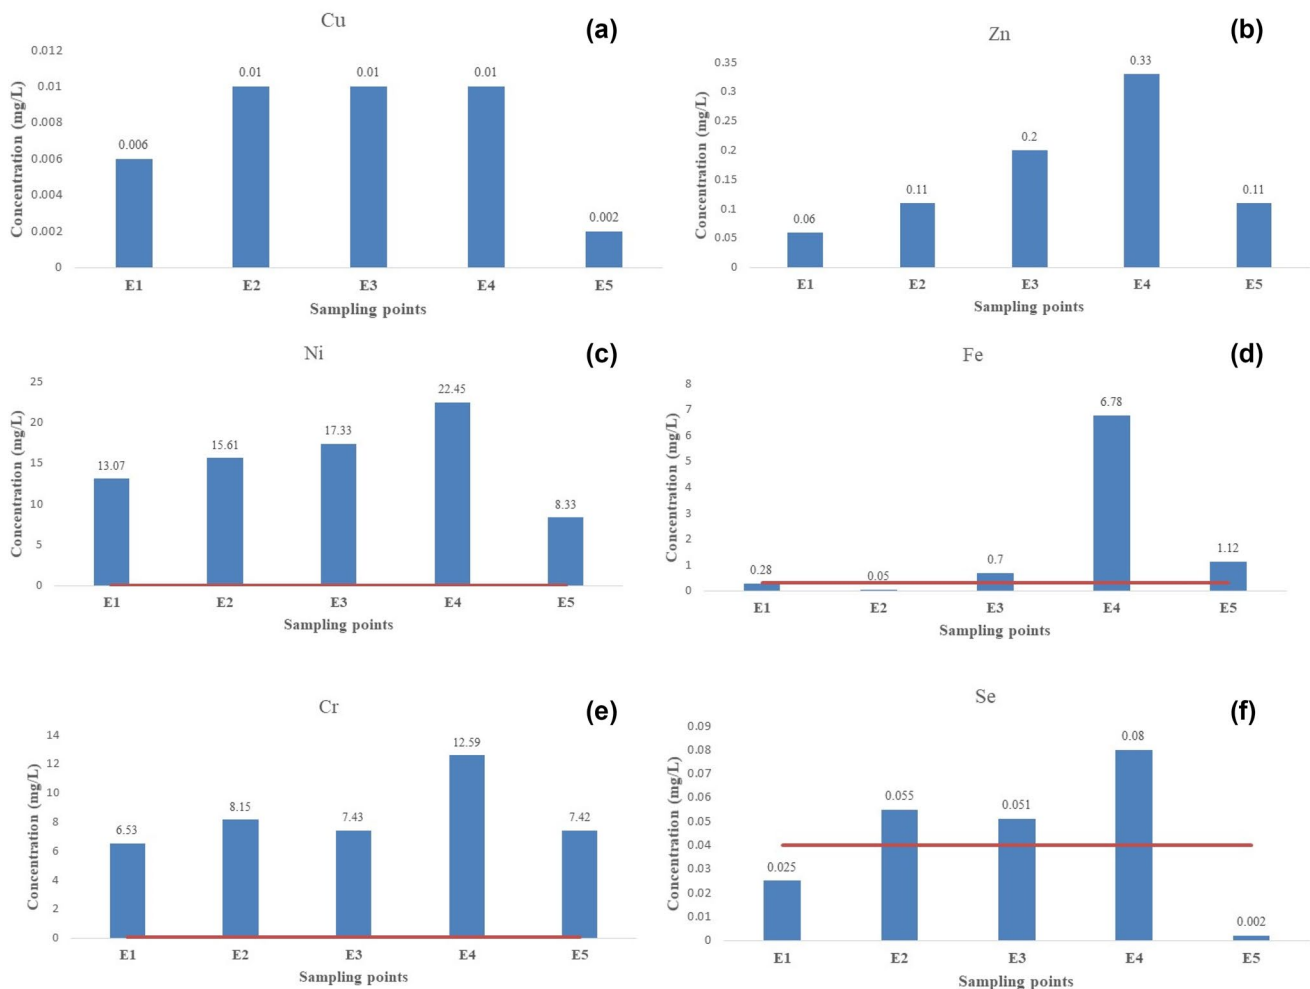 Cu
(a)
Concentration (mg/L)
0.012
0.01
0.008
0.006
0.004
0.002
0
0.006
0.01
0.01
0.01
0.002
E1 E2 E3 E4 E5
Sampling points
Zn
(b)
Concentration (mg/L)
0.35
0.3
0.25
0.2
0.15
0.1
0.05
0
0.06
0.11
0.2
0.33
0.11
E1 E2 E3 E4 E5
Sampling points
Ni
(c)
Concentration (mg/L)
25
20
15
10
5
0
13.07
15.61
17.33
22.45
8.33
E1 E2 E3 E4 E5
Sampling points
Fe
(d)
Concentration (mg/L)
8
7
6
5
4
3
2
1
0
0.28
0.05
0.7
6.78
1.12
E1 E2 E3 E4 E5
Sampling points
Cr
(e)
Concentration (mg/L)
14
12
10
8
6
4
2
0
6.53
8.15
7.43
12.59
7.42
E1 E2 E3 E4 E5
Sampling points
Se
(f)
Concentration (mg/L)
0.09
0.08
0.07
0.06
0.05
0.04
0.03
0.02
0.01
0
0.025
0.055
0.051
0.08
0.002
E1 E2 E3 E4 E5
Sampling points